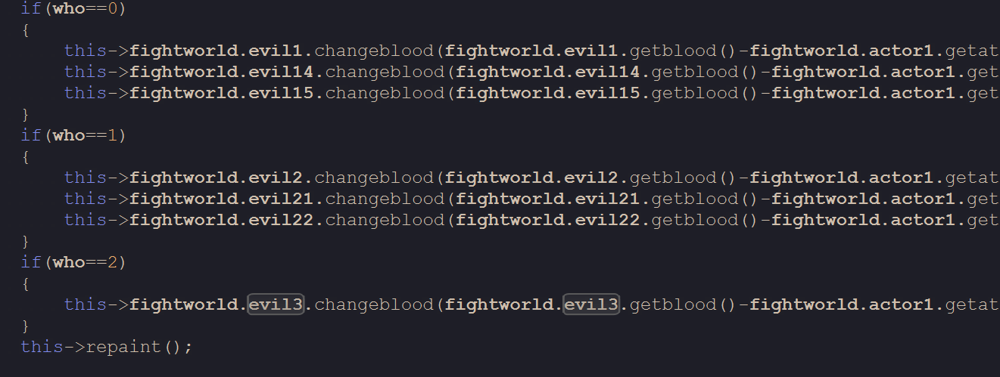 if(who==0)
{
this->fightworld.evil1.changeblood(fightworld.evil1.getblood()-fightworld.actor1.getat
this->fightworld.evil14.changeblood(fightworld.evil14.getblood()-fightworld.actor1.get
this->fightworld.evil15.changeblood(fightworld.evil15.getblood()-fightworld.actor1.get
}
if(who==1)
{
this->fightworld.evil2.changeblood(fightworld.evil2.getblood()-fightworld.actor1.getat
this->fightworld.evil21.changeblood(fightworld.evil21.getblood()-fightworld.actor1.get
this->fightworld.evil22.changeblood(fightworld.evil22.getblood()-fightworld.actor1.get
}
if(who==2)
{
this->fightworld.evil3.changeblood(fightworld.evil3.getblood()-fightworld.actor1.getat
}
this->repaint();